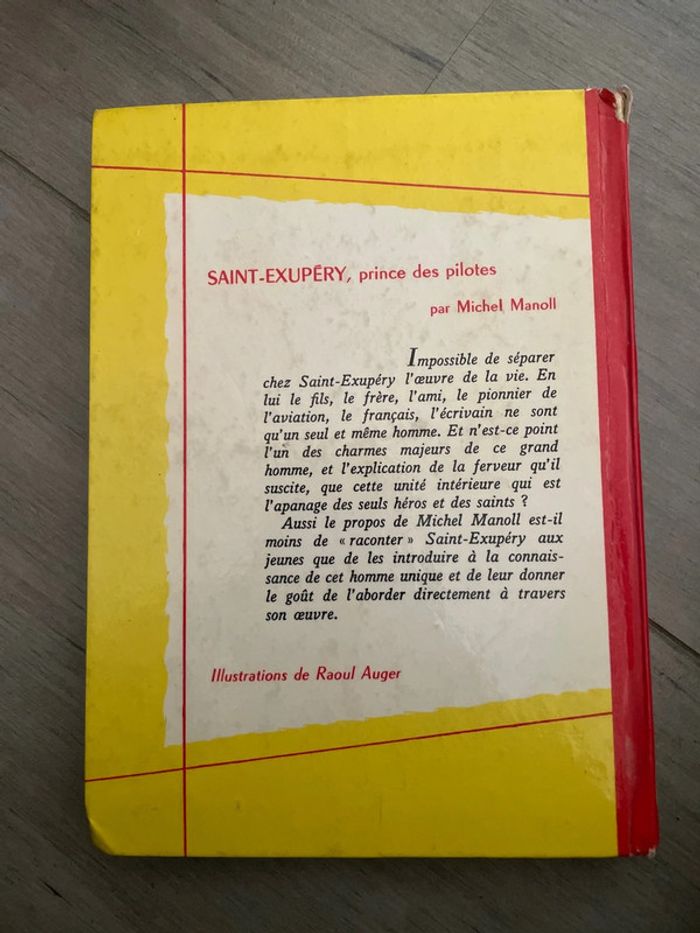 SAINT-EXUPÉRY, prince des pilotes
par Michel Manoll
Impossible de séparer
chez Saint-Exupéry l'œuvre de la vie. En
lui le fils, le frère, l'ami, le pionnier de
l'aviation, le français, l'écrivain ne sont
qu'un seul et même homme. Et n'est-ce point
l'un des charmes majeurs de ce grand
homme, et l'explication de la ferveur qu'il
suscite, que cette unité intérieure qui est
l'apanage des seuls héros et des saints ?
Aussi le propos de Michel Manoll est-il
moins de « raconter » Saint-Exupéry aux
jeunes que de les introduire à la connais-
sance de cet homme unique et de leur donner
le goût de l'aborder directement à travers
son œuvre.
Illustrations de Raoul Auger